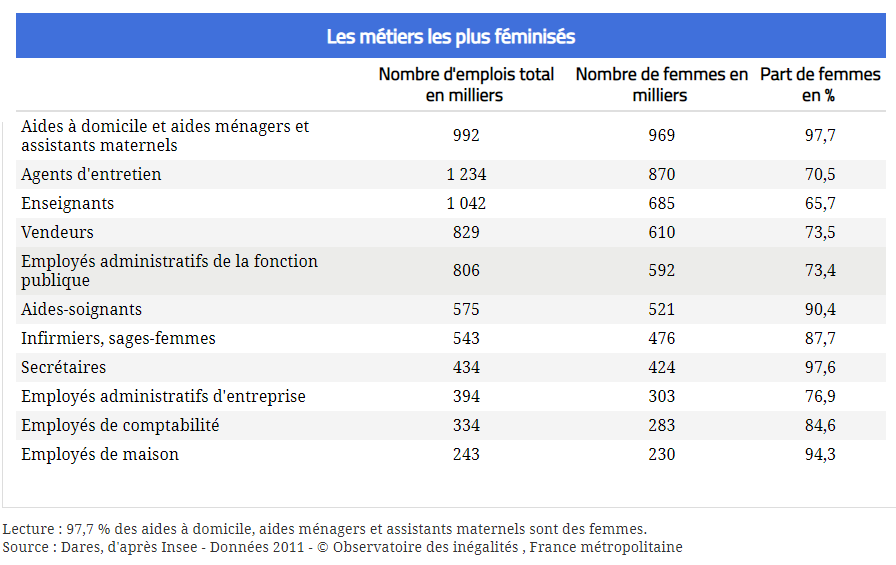 Les métiers les plus féminisés
Nombre d'emplois total Nombre de femmes en Part de femmes
en milliers milliers en %
Aides à domicile et aides ménagers et
assistants maternels 992 969 97,7
Agents d'entretien 1 234 870 70,5
Enseignants 1 042 685 65,7
Vendeurs 829 610 73,5
Employés administratifs de la fonction
publique 806 592 73,4
Aides-soignants 575 521 90,4
Infirmiers, sages-femmes 543 476 87,7
Secrétaires 434 424 97,6
Employés administratifs d'entreprise 394 303 76,9
Employés de comptabilité 334 283 84,6
Employés de maison 243 230 94,3
Lecture : 97,7 % des aides à domicile, aides ménagers et assistants maternels sont des femmes.
Source : Dares, d'après Insee - Données 2011 - © Observatoire des inégalités , France métropolitaine